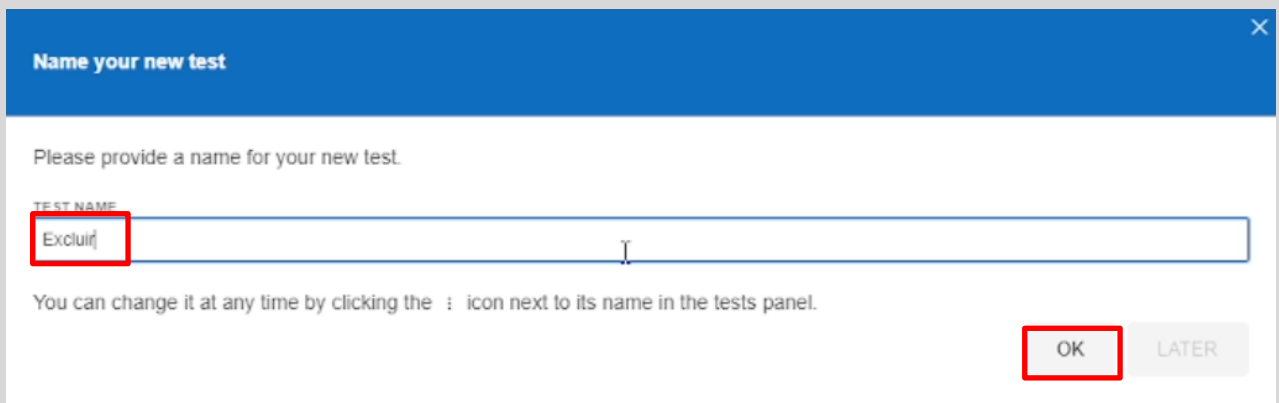 Name your new test
Please provide a name for your new test.
TEST NAME
Excluir
You can change it at any time by clicking the ⋮ icon next to its name in the tests panel.
OK
LATER